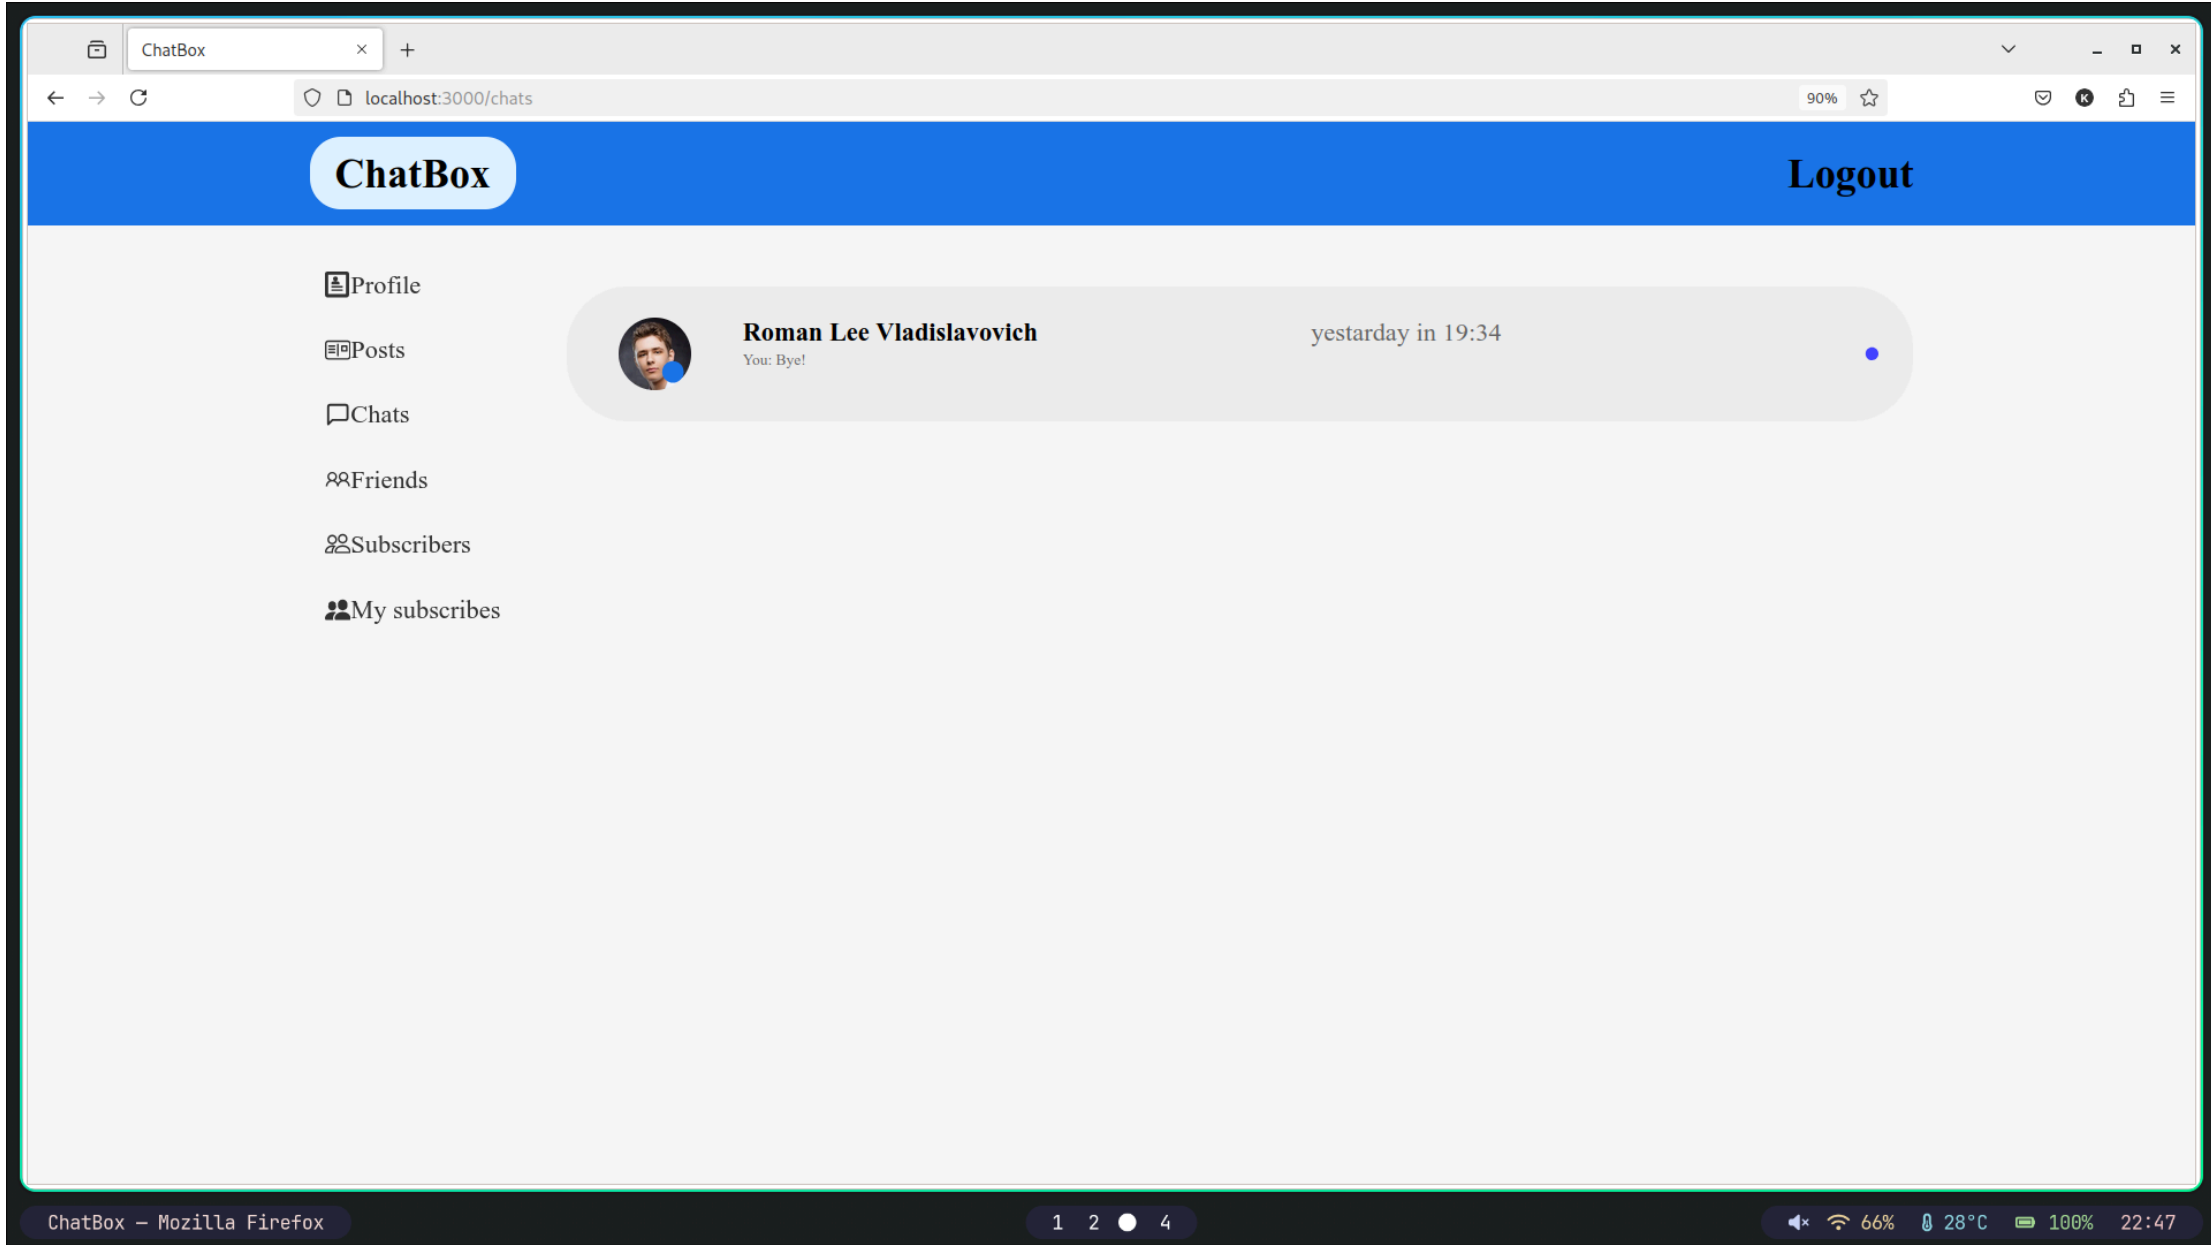 ChatBox
localhost:3000/chats
90%
K
ChatBox
Logout
Profile
Posts
Chats
Friends
Subscribers
My subscribes
Roman Lee Vladislavovich
yestarday in 19:34
You: Bye!
ChatBox — Mozilla Firefox
1 2 4
66% 28°C 100% 22:47